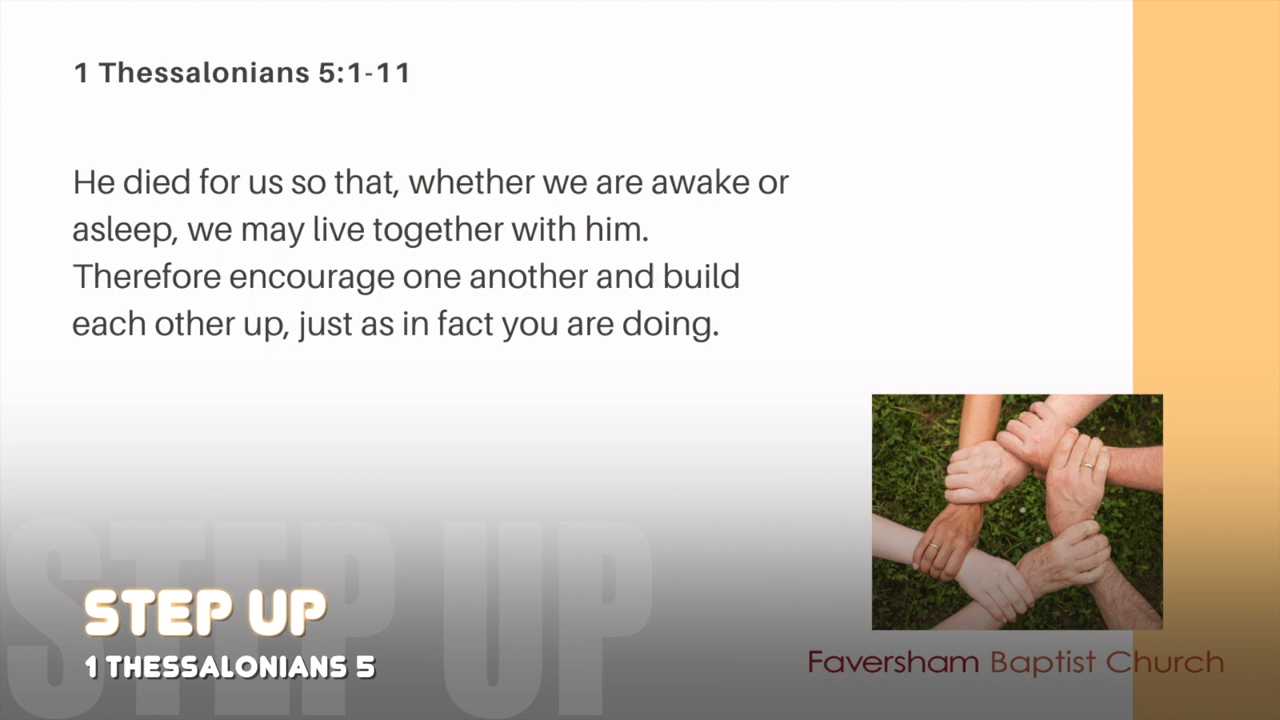 1 Thessalonians 5:1-11
He died for us so that, whether we are awake or
asleep, we may live together with him.
Therefore encourage one another and build
each other up, just as in fact you are doing.
STEP UP
STEP UP
1 THESSALONIANS 5
Faversham Baptist Church